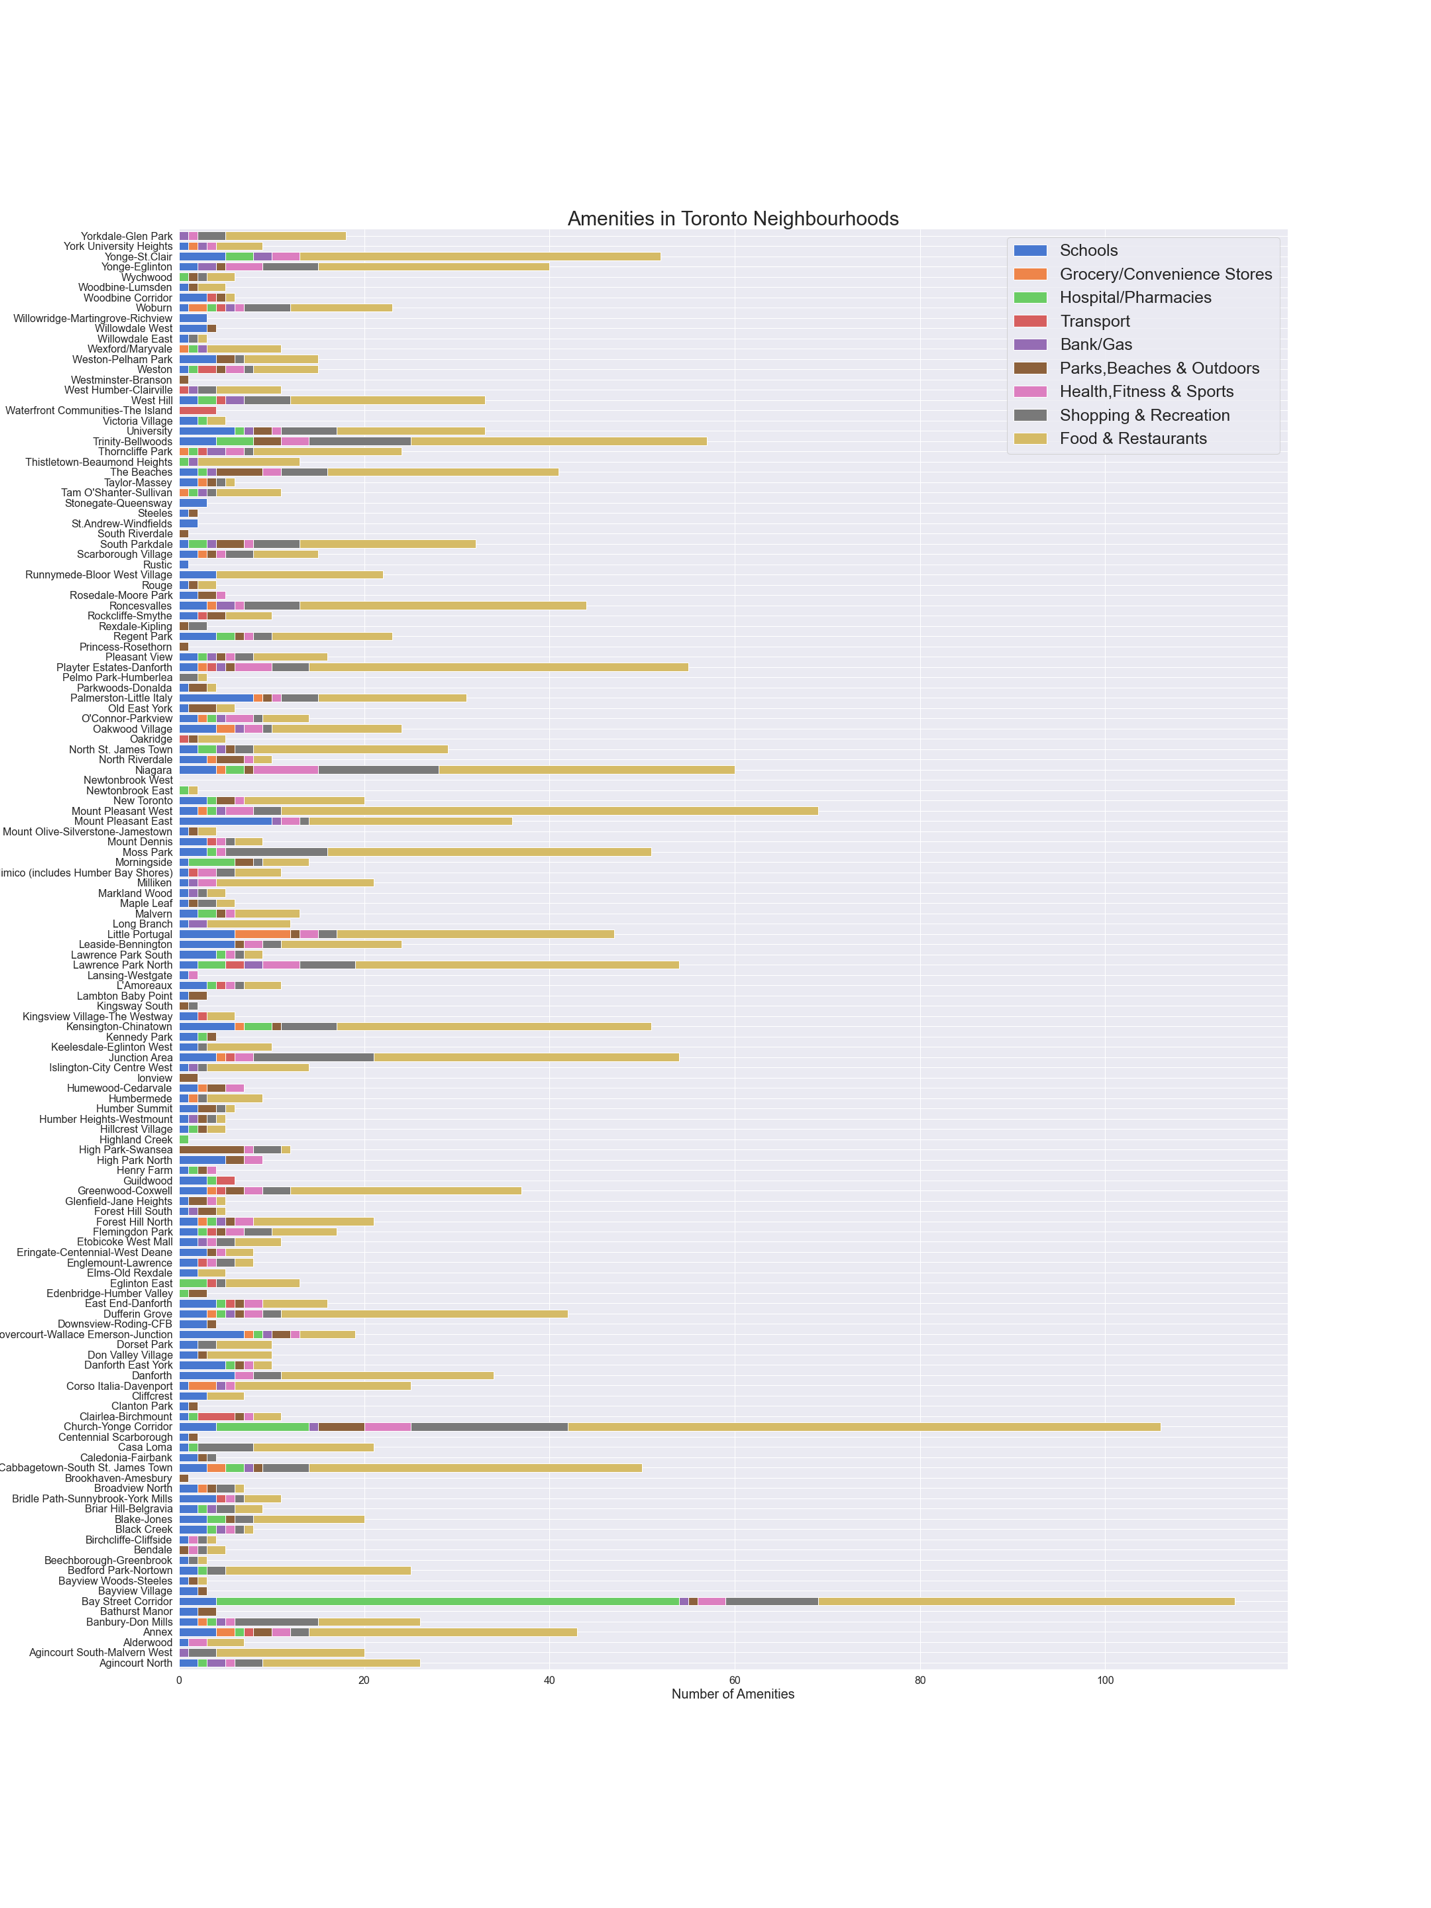 Amenities in Toronto Neighbourhoods
Yorkdale-Glen Park
York University Heights
Yonge-St.Clair
Yonge-Eglinton
Wychwood
Woodbine-Lumsden
Woodbine Corridor
Woburn
Willowridge-Martingrove-Richview
Willowdale West
Willowdale East
Wexford/Maryvale
Weston-Pelham Park
Weston
Westminster-Branson
West Humber-Clairville
West Hill
Waterfront Communities-The Island
Victoria Village
University
Trinity-Bellwoods
Thorncliffe Park
Thistletown-Beaumond Heights
The Beaches
Taylor-Massey
Tam O'Shanter-Sullivan
Stonegate-Queensway
Steeles
St.Andrew-Windfields
South Riverdale
South Parkdale
Scarborough Village
Rustic
Runnymede-Bloor West Village
Rouge
Rosedale-Moore Park
Roncesvalles
Rockcliffe-Smythe
Rexdale-Kipling
Regent Park
Princess-Rosethorn
Pleasant View
Playter Estates-Danforth
Pelmo Park-Humberlea
Parkwoods-Donalda
Palmerston-Little Italy
Old East York
O'Connor-Parkview
Oakwood Village
Oakridge
North St. James Town
North Riverdale
Niagara
Newtonbrook West
Newtonbrook East
New Toronto
Mount Pleasant West
Mount Pleasant East
Mount Olive-Silverstone-Jamestown
Mount Dennis
Moss Park
Morningside
imico (includes Humber Bay Shores)
Milliken
Markland Wood
Maple Leaf
Malvern
Long Branch
Little Portugal
Leaside-Bennington
Lawrence Park South
Lawrence Park North
Lansing-Westgate
L'Amoreaux
Lambton Baby Point
Kingsway South
Kingsview Village-The Westway
Kensington-Chinatown
Kennedy Park
Keelesdale-Eglinton West
Junction Area
Islington-City Centre West
Ionview
Humewood-Cedarvale
Humbermede
Humber Summit
Humber Heights-Westmount
Hillcrest Village
Highland Creek
High Park-Swansea
High Park North
Henry Farm
Guildwood
Greenwood-Coxwell
Glenfield-Jane Heights
Forest Hill South
Forest Hill North
Flemingdon Park
Etobicoke West Mall
Eringate-Centennial-West Deane
Englemount-Lawrence
Elms-Old Rexdale
Eglinton East
Edenbridge-Humber Valley
East End-Danforth
Dufferin Grove
Downsview-Roding-CFB
overcourt-Wallace Emerson-Junction
Dorset Park
Don Valley Village
Danforth East York
Danforth
Corso Italia-Davenport
Cliffcrest
Clanton Park
Clairlea-Birchmount
Church-Yonge Corridor
Centennial Scarborough
Casa Loma
Caledonia-Fairbank
Cabbagetown-South St. James Town
Brookhaven-Amesbury
Broadview North
Bridle Path-Sunnybrook-York Mills
Briar Hill-Belgravia
Blake-Jones
Black Creek
Birchcliffe-Cliffside
Bendale
Beechborough-Greenbrook
Bedford Park-Nortown
Bayview Woods-Steeles
Bayview Village
Bay Street Corridor
Bathurst Manor
Banbury-Don Mills
Annex
Alderwood
Agincourt South-Malvern West
Agincourt North
0 20 40 60 80 100
Number of Amenities
Schools
Grocery/Convenience Stores
Hospital/Pharmacies
Transport
Bank/Gas
Parks,Beaches & Outdoors
Health,Fitness & Sports
Shopping & Recreation
Food & Restaurants